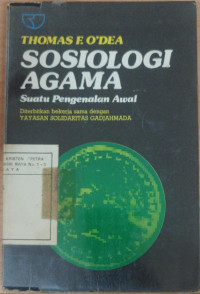 THOMAS F. O'DEA
SOSIOLOGI
AGAMA
Suatu Pengenalan Awal
Diterbitkan bekerja sama dengan
YAYASAN SOLIDARITAS GADJAHMADA